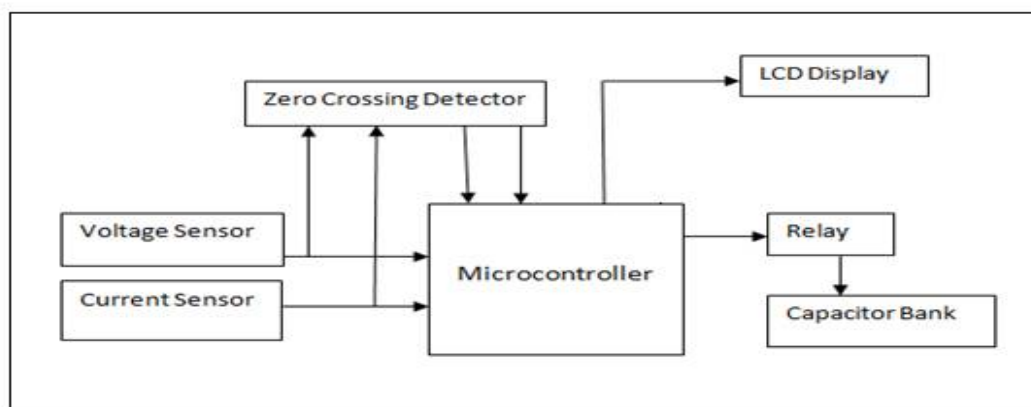 LCD Display
Zero Crossing Detector
Voltage Sensor
Relay
Microcontroller
Current Sensor
Capacitor Bank